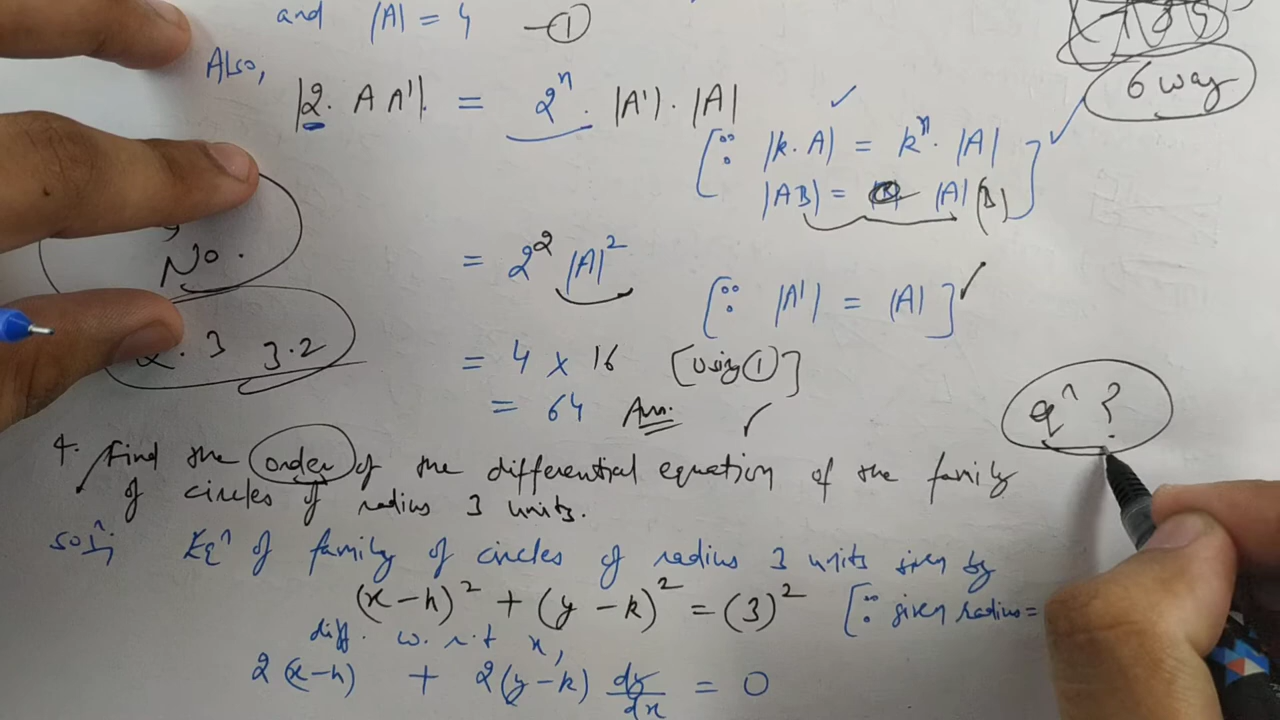 and |A| = 4 —①
Also,
|2. A A'|. = 2ⁿ. |A'|. |A|
6 way
[∵ |k.A| = kⁿ. |A|
|AB| = |A| |B|]
No.
= 2² |A|² [∵ |A'| = |A|]
2.3 3.2
= 4 × 16 [Using ①]
= 64 Ans.
eqⁿ ?
4. Find the order of the differential equation of the family
of circles of radius 3 units.
Solⁿ, Eqⁿ of family of circles of radius 3 units given by
(x-h)² + (y-k)² = (3)² [∵ given radius =
diff. w.r.t x,
2(x-h) + 2(y-k) dy/dx = 0